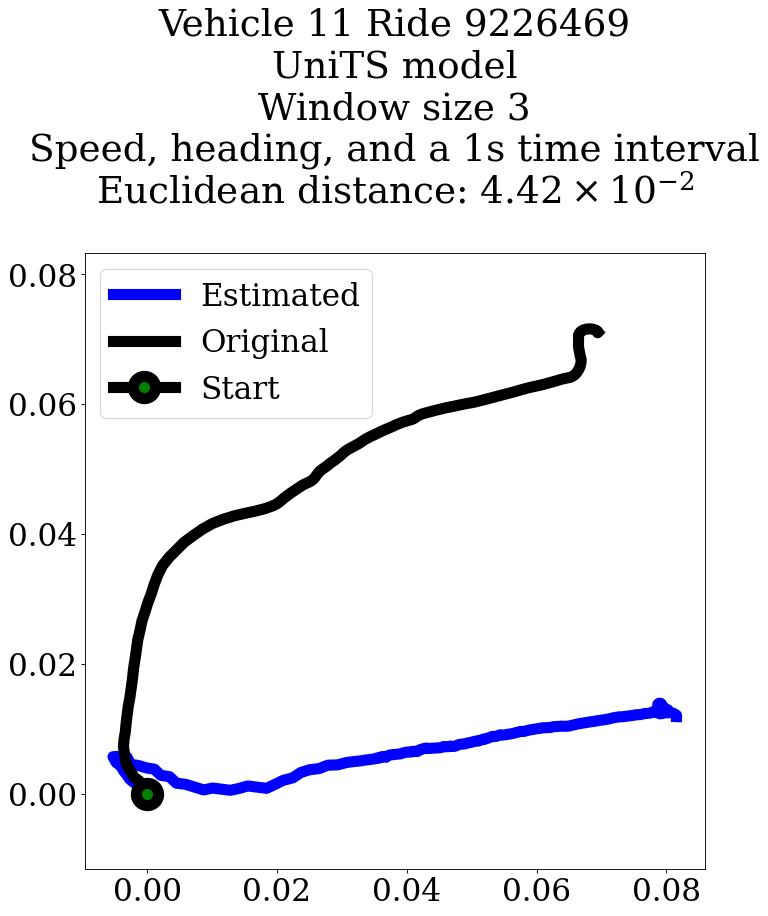 Vehicle 11 Ride 9226469
UniTS model
Window size 3
Speed, heading, and a 1s time interval
Euclidean distance: 4.42 × 10⁻²
0.08
0.06
0.04
0.02
0.00
Estimated
Original
Start
0.00 0.02 0.04 0.06 0.08